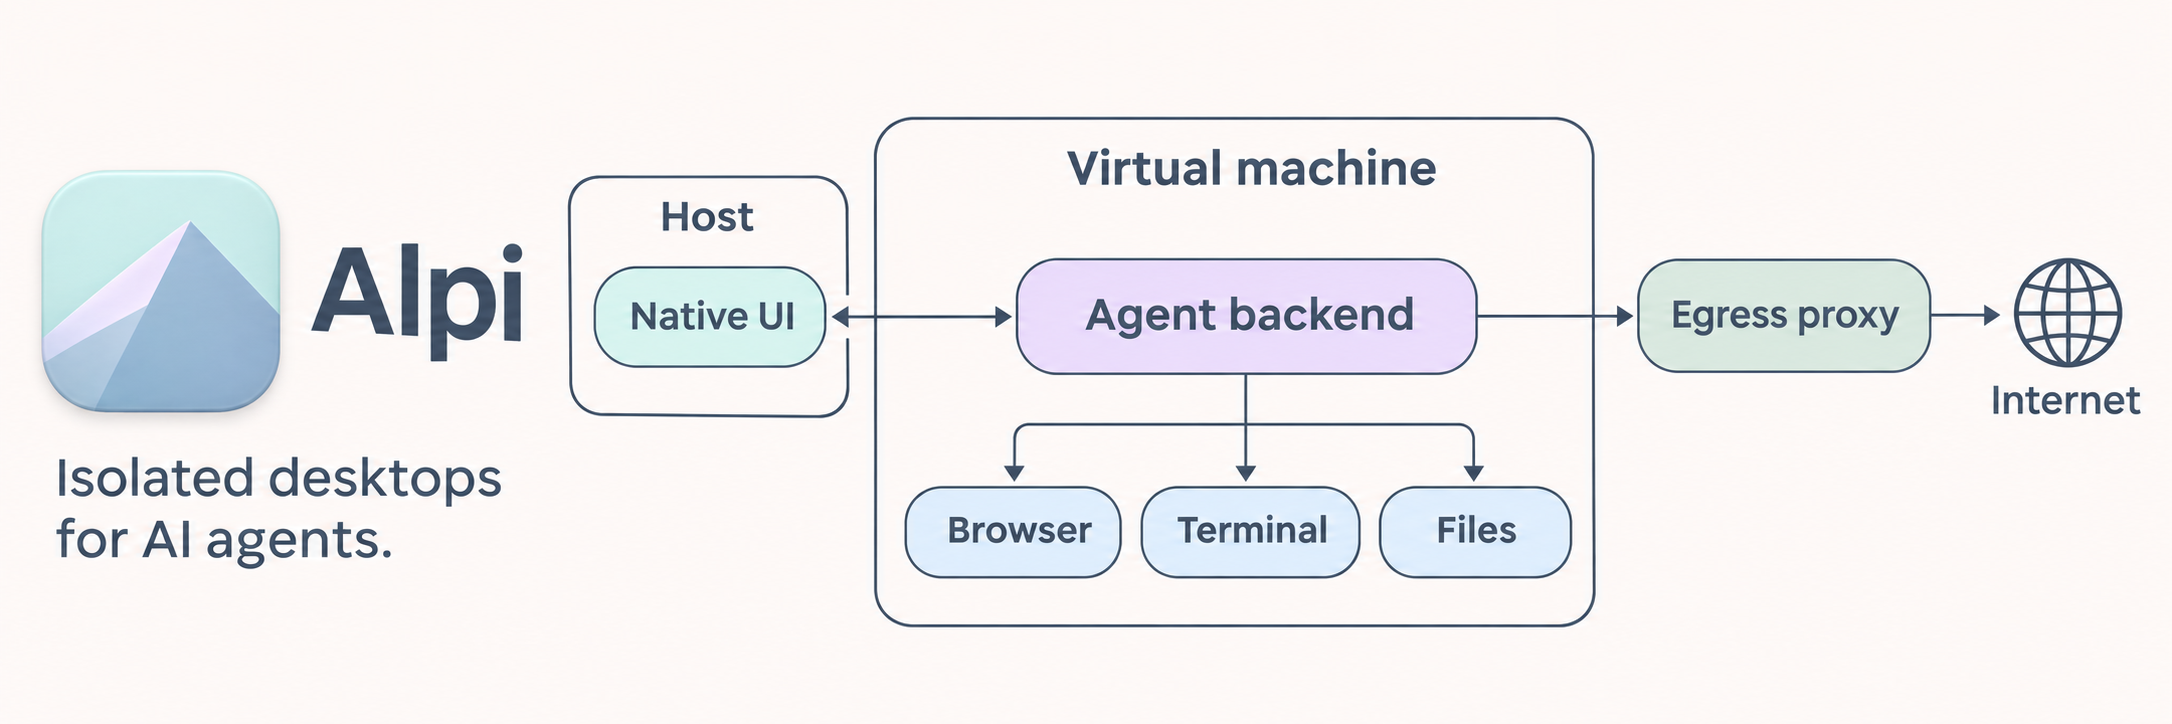 Alpi
Isolated desktops
for AI agents.
Host
Native UI
Virtual machine
Agent backend
Browser
Terminal
Files
Egress proxy
Internet